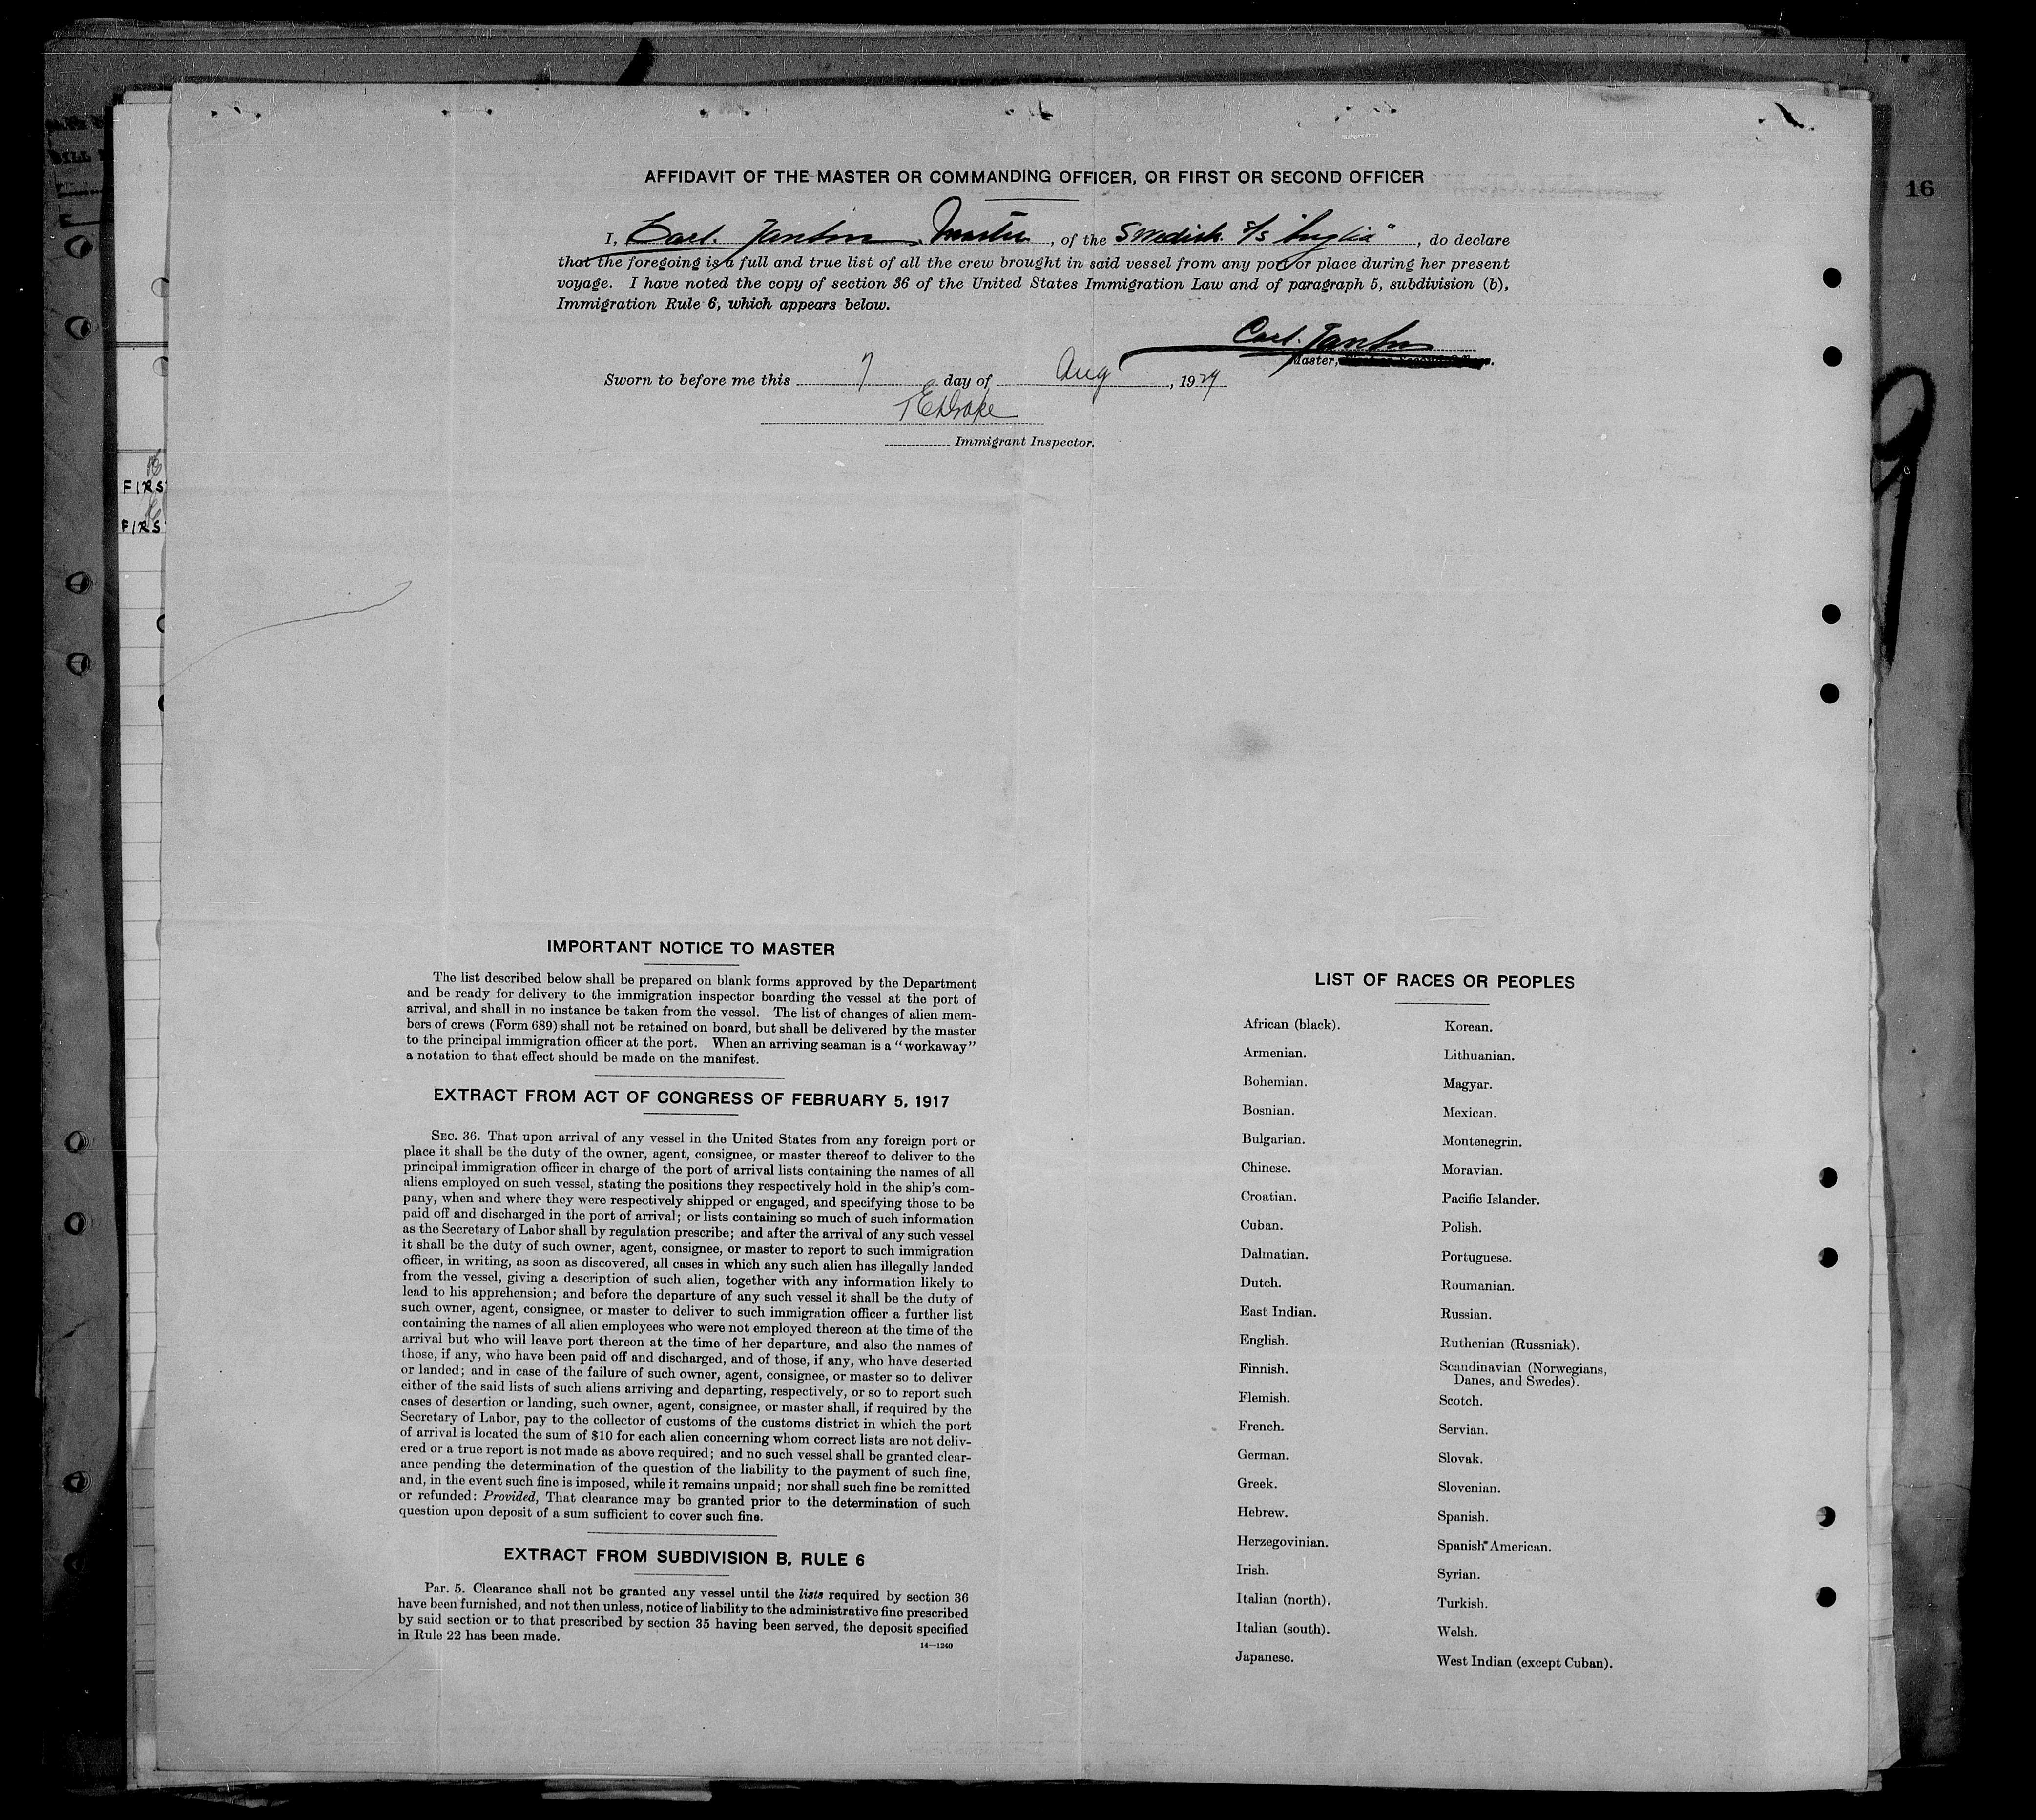 16
AFFIDAVIT OF THE MASTER OR COMMANDING OFFICER, OR FIRST OR SECOND OFFICER
I, Carl. , Master , of the Swedish S/S "Anglia" , do declare
that the foregoing is a full and true list of all the crew brought in said vessel from any port or place during her present
voyage. I have noted the copy of section 36 of the United States Immigration Law and of paragraph 5, subdivision (b),
Immigration Rule 6, which appears below.
Carl.
Master,
Sworn to before me this 7 day of Aug , 1924
Drake
Immigrant Inspector.
FIRS
FIRS
IMPORTANT NOTICE TO MASTER
The list described below shall be prepared on blank forms approved by the Department
and be ready for delivery to the immigration inspector boarding the vessel at the port of
arrival, and shall in no instance be taken from the vessel. The list of changes of alien mem-
bers of crews (Form 689) shall not be retained on board, but shall be delivered by the master
to the principal immigration officer at the port. When an arriving seaman is a "workaway"
a notation to that effect should be made on the manifest.
EXTRACT FROM ACT OF CONGRESS OF FEBRUARY 5, 1917
SEC. 36. That upon arrival of any vessel in the United States from any foreign port or
place it shall be the duty of the owner, agent, consignee, or master thereof to deliver to the
principal immigration officer in charge of the port of arrival lists containing the names of all
aliens employed on such vessel, stating the positions they respectively hold in the ship's com-
pany, when and where they were respectively shipped or engaged, and specifying those to be
paid off and discharged in the port of arrival; or lists containing so much of such information
as the Secretary of Labor shall by regulation prescribe; and after the arrival of any such vessel
it shall be the duty of such owner, agent, consignee, or master to report to such immigration
officer, in writing, as soon as discovered, all cases in which any such alien has illegally landed
from the vessel, giving a description of such alien, together with any information likely to
lead to his apprehension; and before the departure of any such vessel it shall be the duty of
such owner, agent, consignee, or master to deliver to such immigration officer a further list
containing the names of all alien employees who were not employed thereon at the time of the
arrival but who will leave port thereon at the time of her departure, and also the names of
those, if any, who have been paid off and discharged, and of those, if any, who have deserted
or landed; and in case of the failure of such owner, agent, consignee, or master so to deliver
either of the said lists of such aliens arriving and departing, respectively, or so to report such
cases of desertion or landing, such owner, agent, consignee, or master shall, if required by the
Secretary of Labor, pay to the collector of customs of the customs district in which the port
of arrival is located the sum of $10 for each alien concerning whom correct lists are not deliv-
ered or a true report is not made as above required; and no such vessel shall be granted clear-
ance pending the determination of the question of the liability to the payment of such fine,
and, in the event such fine is imposed, while it remains unpaid; nor shall such fine be remitted
or refunded: Provided, That clearance may be granted prior to the determination of such
question upon deposit of a sum sufficient to cover such fine.
EXTRACT FROM SUBDIVISION B, RULE 6
Par. 5. Clearance shall not be granted any vessel until the lists required by section 36
have been furnished, and not then unless, notice of liability to the administrative fine prescribed
by said section or to that prescribed by section 35 having been served, the deposit specified
in Rule 22 has been made.
14—1240
LIST OF RACES OR PEOPLES
African (black).
Armenian.
Bohemian.
Bosnian.
Bulgarian.
Chinese.
Croatian.
Cuban.
Dalmatian.
Dutch.
East Indian.
English.
Finnish.
Flemish.
French.
German.
Greek.
Hebrew.
Herzegovinian.
Irish.
Italian (north).
Italian (south).
Japanese.
Korean.
Lithuanian.
Magyar.
Mexican.
Montenegrin.
Moravian.
Pacific Islander.
Polish.
Portuguese.
Roumanian.
Russian.
Ruthenian (Russniak).
Scandinavian (Norwegians,
Danes, and Swedes).
Scotch.
Servian.
Slovak.
Slovenian.
Spanish.
Spanish American.
Syrian.
Turkish.
Welsh.
West Indian (except Cuban).